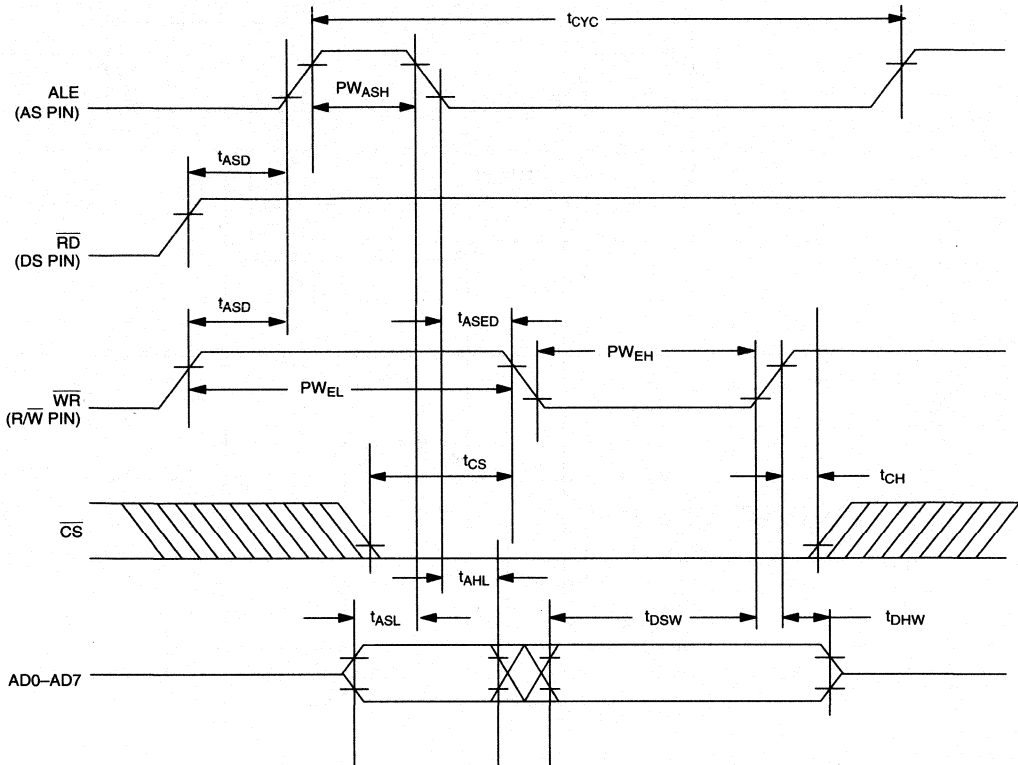 tCYC
ALE
(AS PIN)
PWASH
tASD
RD
(DS PIN)
tASD
tASED
PWEH
PWEL
WR
(R/W PIN)
tCS
tCH
CS
tAHL
tASL
tDSW
tDHW
AD0–AD7